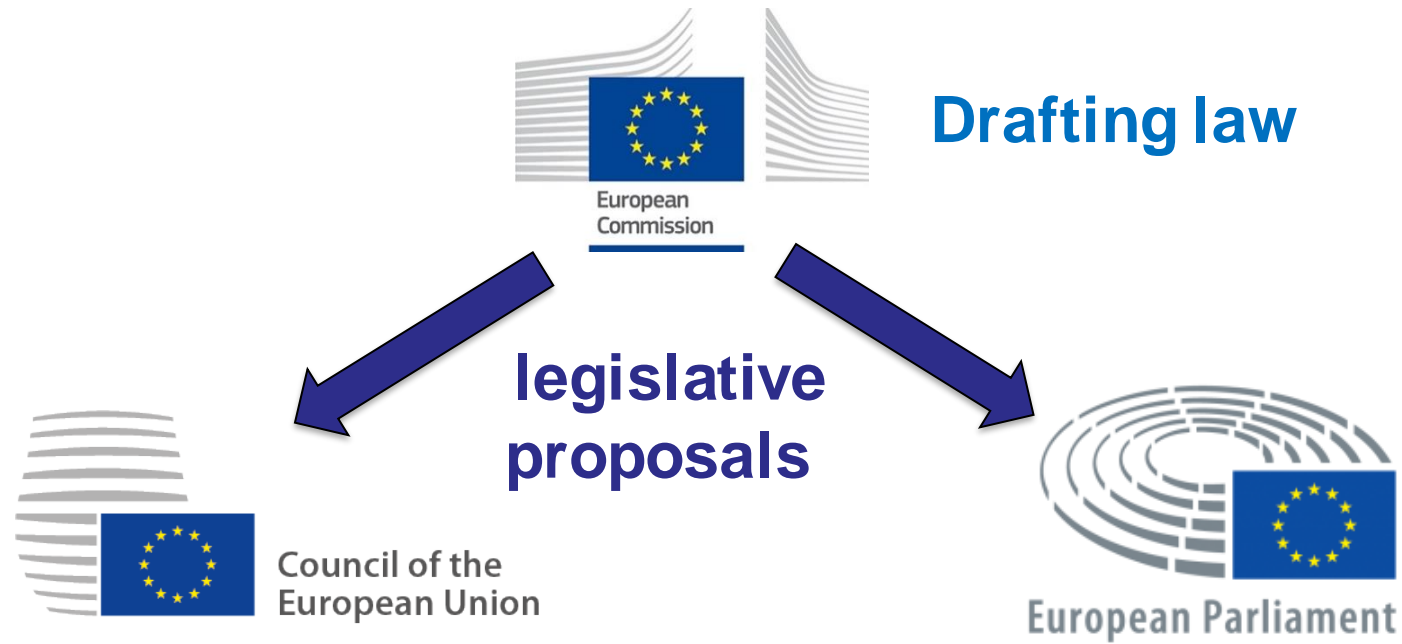 European
Commission
Drafting law
legislative
proposals
Council of the
European Union
European Parliament